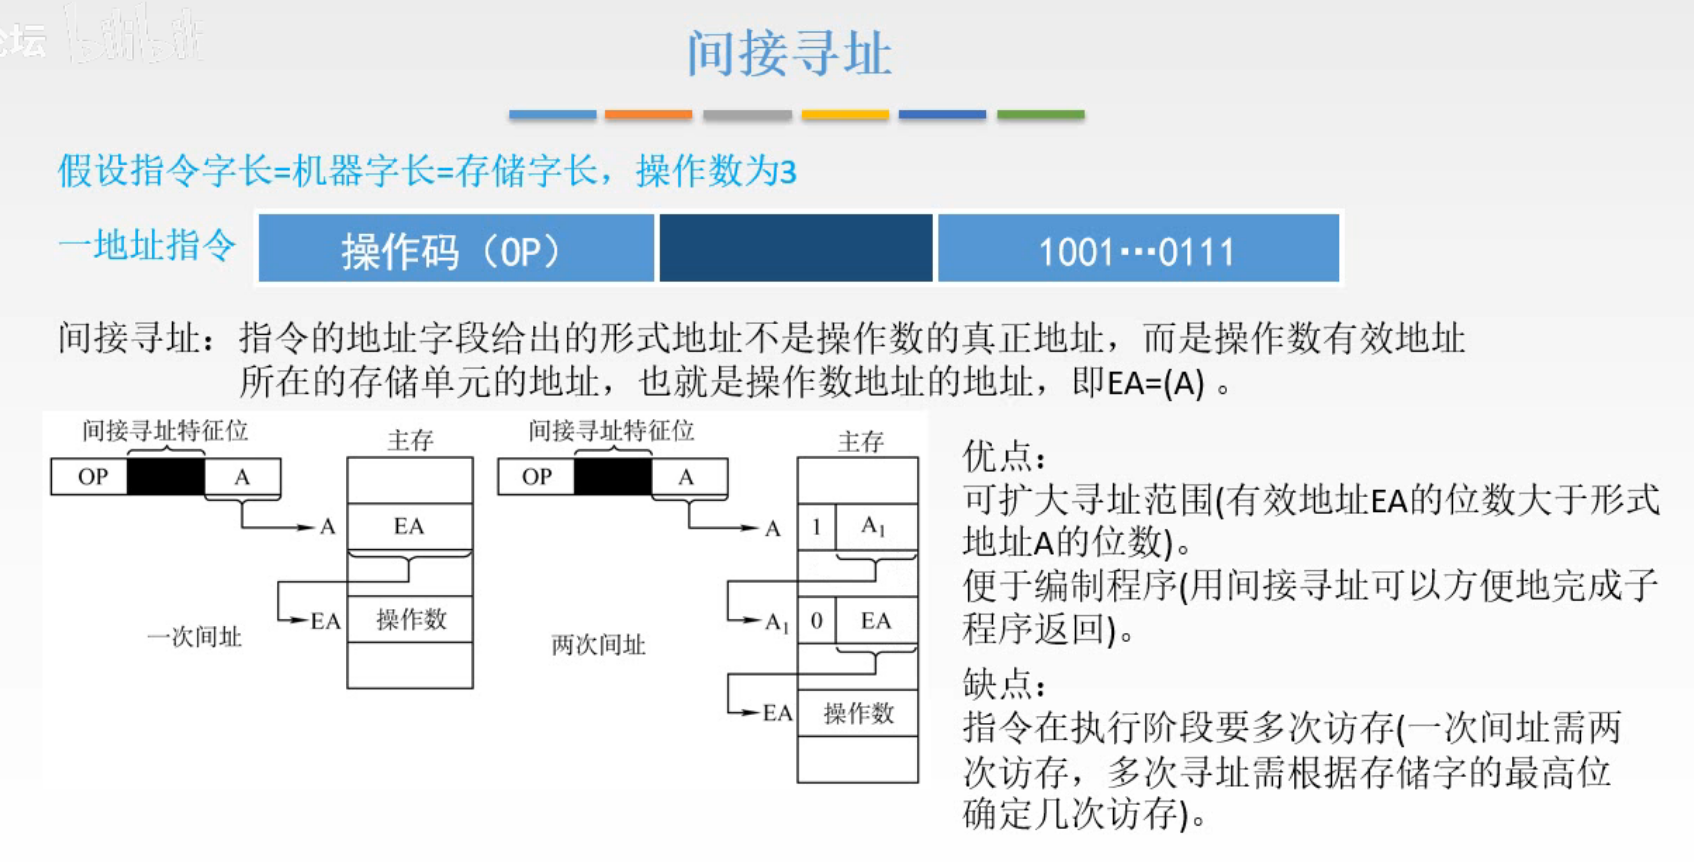 论坛 bilibili
间接寻址
假设指令字长=机器字长=存储字长，操作数为3
一地址指令 操作码（OP） 1001…0111
间接寻址：指令的地址字段给出的形式地址不是操作数的真正地址，而是操作数有效地址
所在的存储单元的地址，也就是操作数地址的地址，即EA=(A) 。
间接寻址特征位
OP A
主存
A EA
EA 操作数
一次间址
间接寻址特征位
OP A
主存
A 1 A₁
A₁ 0 EA
EA 操作数
两次间址
优点：
可扩大寻址范围(有效地址EA的位数大于形式
地址A的位数)。
便于编制程序(用间接寻址可以方便地完成子
程序返回)。
缺点：
指令在执行阶段要多次访存(一次间址需两
次访存，多次寻址需根据存储字的最高位
确定几次访存)。